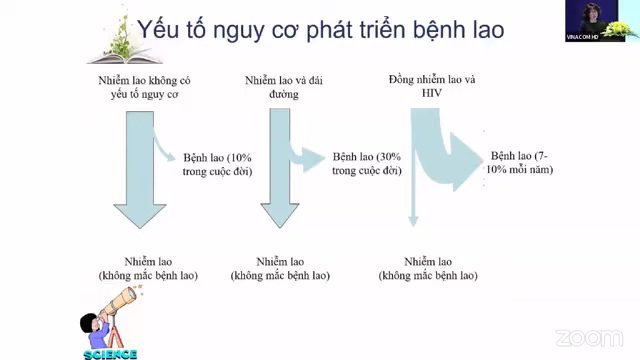 Yếu tố nguy cơ phát triển bệnh lao
VINACOM HD
Nhiễm lao không có
yếu tố nguy cơ
Nhiễm lao và đái
đường
Đồng nhiễm lao và
HIV
Bệnh lao (10%
trong cuộc đời)
Bệnh lao (30%
trong cuộc đời)
Bệnh lao (7-
10% mỗi năm)
Nhiễm lao
(không mắc bệnh lao)
Nhiễm lao
(không mắc bệnh lao)
Nhiễm lao
(không mắc bệnh lao)
SCIENCE
zoom